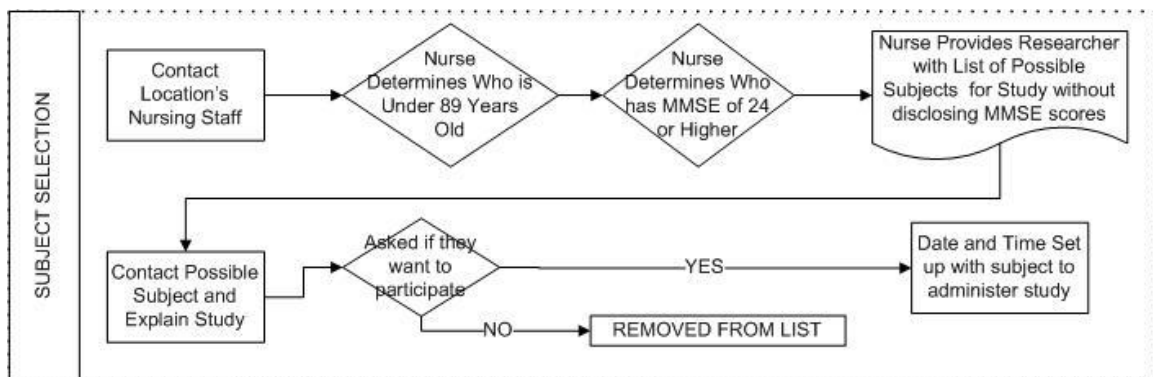 SUBJECT SELECTION
Contact
Location's
Nursing Staff
Nurse
Determines Who is
Under 89 Years
Old
Nurse
Determines Who
has MMSE of 24
or Higher
Nurse Provides Researcher
with List of Possible
Subjects for Study without
disclosing MMSE scores
Contact Possible
Subject and
Explain Study
Asked if they
want to
participate
YES
Date and Time Set
up with subject to
administer study
NO
REMOVED FROM LIST